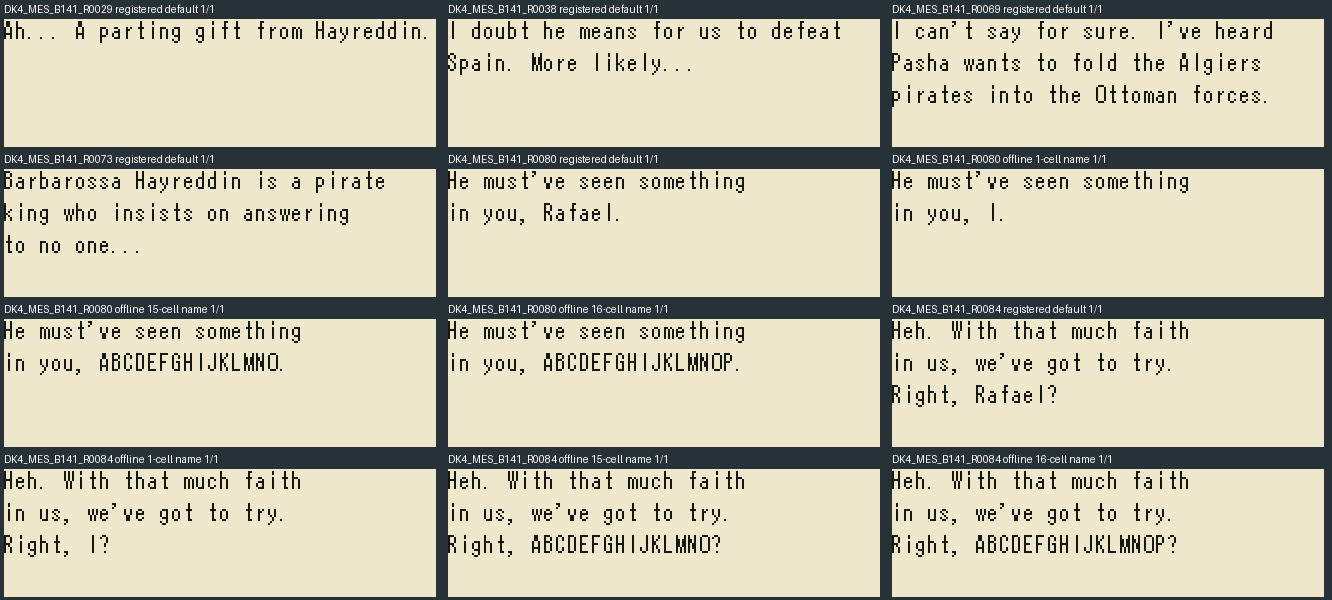 DK4_MES_B141_R0029 registered default 1/1
Ah... A parting gift from Hayreddin.
DK4_MES_B141_R0038 registered default 1/1
I doubt he means for us to defeat
Spain. More likely...
DK4_MES_B141_R0069 registered default 1/1
I can't say for sure. I've heard
Pasha wants to fold the Algiers
pirates into the Ottoman forces.
DK4_MES_B141_R0073 registered default 1/1
Barbarossa Hayreddin is a pirate
king who insists on answering
to no one...
DK4_MES_B141_R0080 registered default 1/1
He must've seen something
in you, Rafael.
DK4_MES_B141_R0080 offline 1-cell name 1/1
He must've seen something
in you, I.
DK4_MES_B141_R0080 offline 15-cell name 1/1
He must've seen something
in you, ABCDEFGHIJKLMNO.
DK4_MES_B141_R0080 offline 16-cell name 1/1
He must've seen something
in you, ABCDEFGHIJKLMNOP.
DK4_MES_B141_R0084 registered default 1/1
Heh. With that much faith
in us, we've got to try.
Right, Rafael?
DK4_MES_B141_R0084 offline 1-cell name 1/1
Heh. With that much faith
in us, we've got to try.
Right, I?
DK4_MES_B141_R0084 offline 15-cell name 1/1
Heh. With that much faith
in us, we've got to try.
Right, ABCDEFGHIJKLMNO?
DK4_MES_B141_R0084 offline 16-cell name 1/1
Heh. With that much faith
in us, we've got to try.
Right, ABCDEFGHIJKLMNOP?